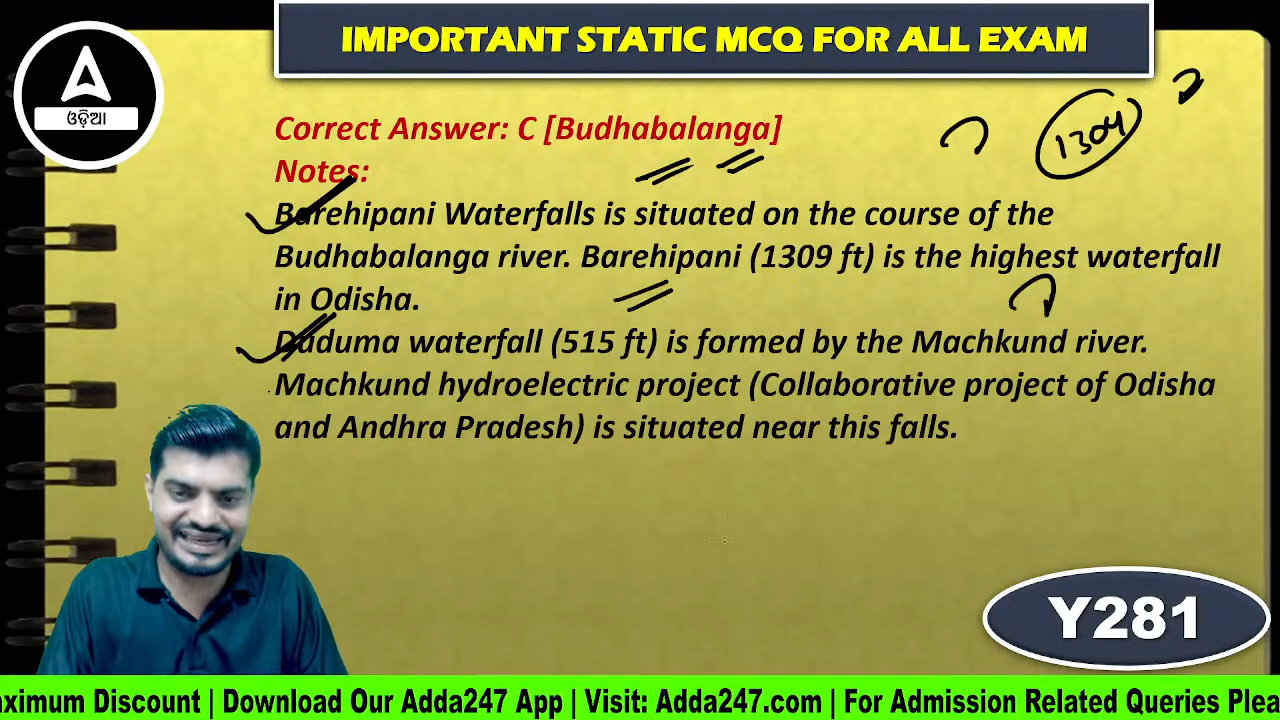 IMPORTANT STATIC MCQ FOR ALL EXAM
ଓଡ଼ିଆ
Correct Answer: C [Budhabalanga]
1304
Notes:
Barehipani Waterfalls is situated on the course of the
Budhabalanga river. Barehipani (1309 ft) is the highest waterfall
in Odisha.
Duduma waterfall (515 ft) is formed by the Machkund river.
Machkund hydroelectric project (Collaborative project of Odisha
and Andhra Pradesh) is situated near this falls.
Y281
aximum Discount | Download Our Adda247 App | Visit: Adda247.com | For Admission Related Queries Plea